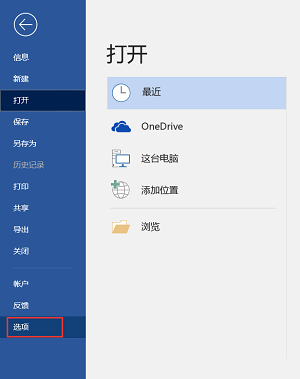 信息
新建
打开
保存
另存为
历史记录
打印
共享
导出
关闭
帐户
反馈
选项
打开
最近
OneDrive
这台电脑
添加位置
浏览